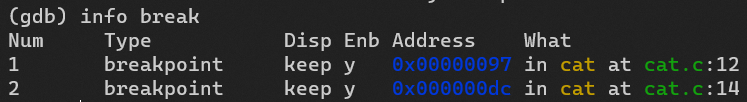 (gdb) info break
Num     Type           Disp Enb Address    What
1       breakpoint     keep y   0x00000097 in cat at cat.c:12
2       breakpoint     keep y   0x000000dc in cat at cat.c:14